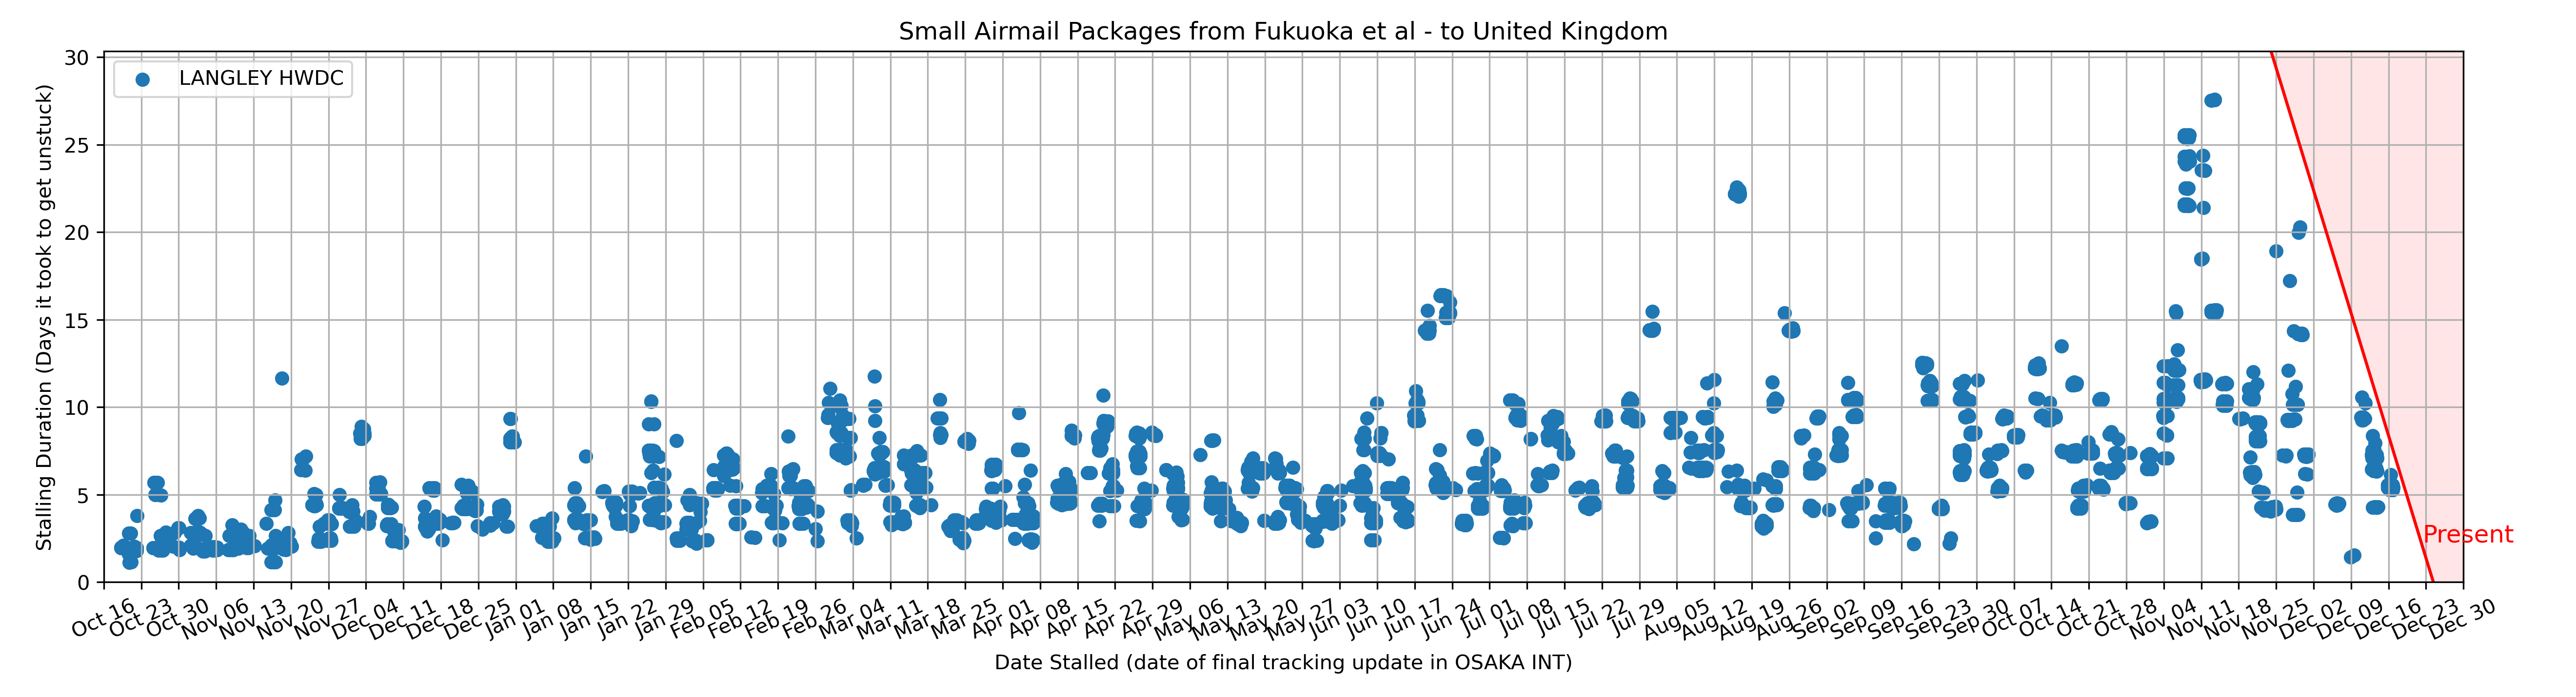 Small Airmail Packages from Fukuoka et al - to United Kingdom
LANGLEY HWDC
30
25
20
15
10
5
0
Stalling Duration (Days it took to get unstuck)
Present
Oct 16
Oct 23
Oct 30
Nov 06
Nov 13
Nov 20
Nov 27
Dec 04
Dec 11
Dec 18
Dec 25
Jan 01
Jan 08
Jan 15
Jan 22
Jan 29
Feb 05
Feb 12
Feb 19
Feb 26
Mar 04
Mar 11
Mar 18
Mar 25
Apr 01
Apr 08
Apr 15
Apr 22
Apr 29
May 06
May 13
May 20
May 27
Jun 03
Jun 10
Jun 17
Jun 24
Jul 01
Jul 08
Jul 15
Jul 22
Jul 29
Aug 05
Aug 12
Aug 19
Aug 26
Sep 02
Sep 09
Sep 16
Sep 23
Sep 30
Oct 07
Oct 14
Oct 21
Oct 28
Nov 04
Nov 11
Nov 18
Nov 25
Dec 02
Dec 09
Dec 16
Dec 23
Dec 30
Date Stalled (date of final tracking update in OSAKA INT)